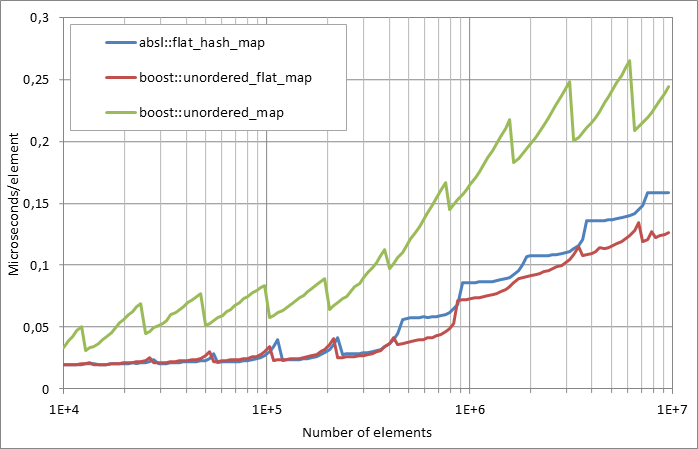 0,3
0,25
0,2
0,15
0,1
0,05
0
Microseconds/element
absl::flat_hash_map
boost::unordered_flat_map
boost::unordered_map
1E+4 1E+5 1E+6 1E+7
Number of elements